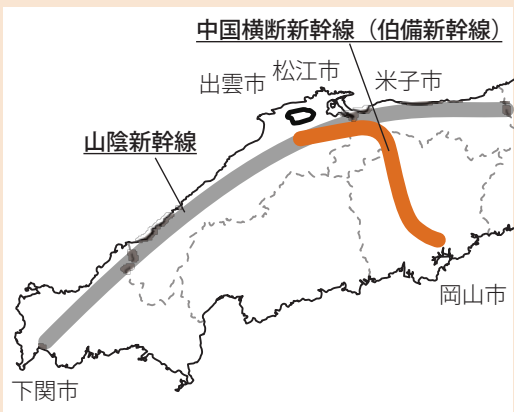 中国横断新幹線（伯備新幹線）
出雲市
松江市
米子市
山陰新幹線
岡山市
下関市